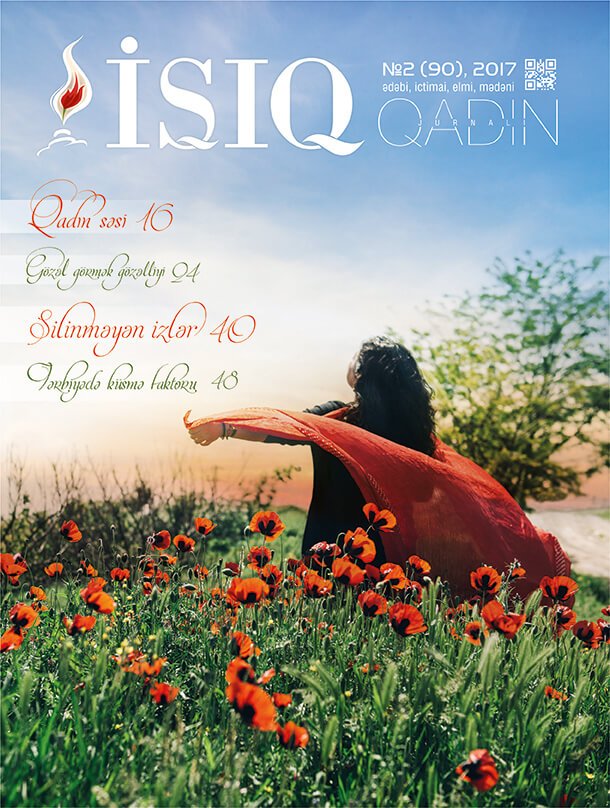 İŞIQ
№2 (90), 2017
ədəbi, ictimai, elmi, mədəni
QADIN
JURNALI
Qadın səsi 16
Gözəl görmək gözəlliyi 24
Silinməyən izlər 40
Tərbiyədə küsmə faktoru 48